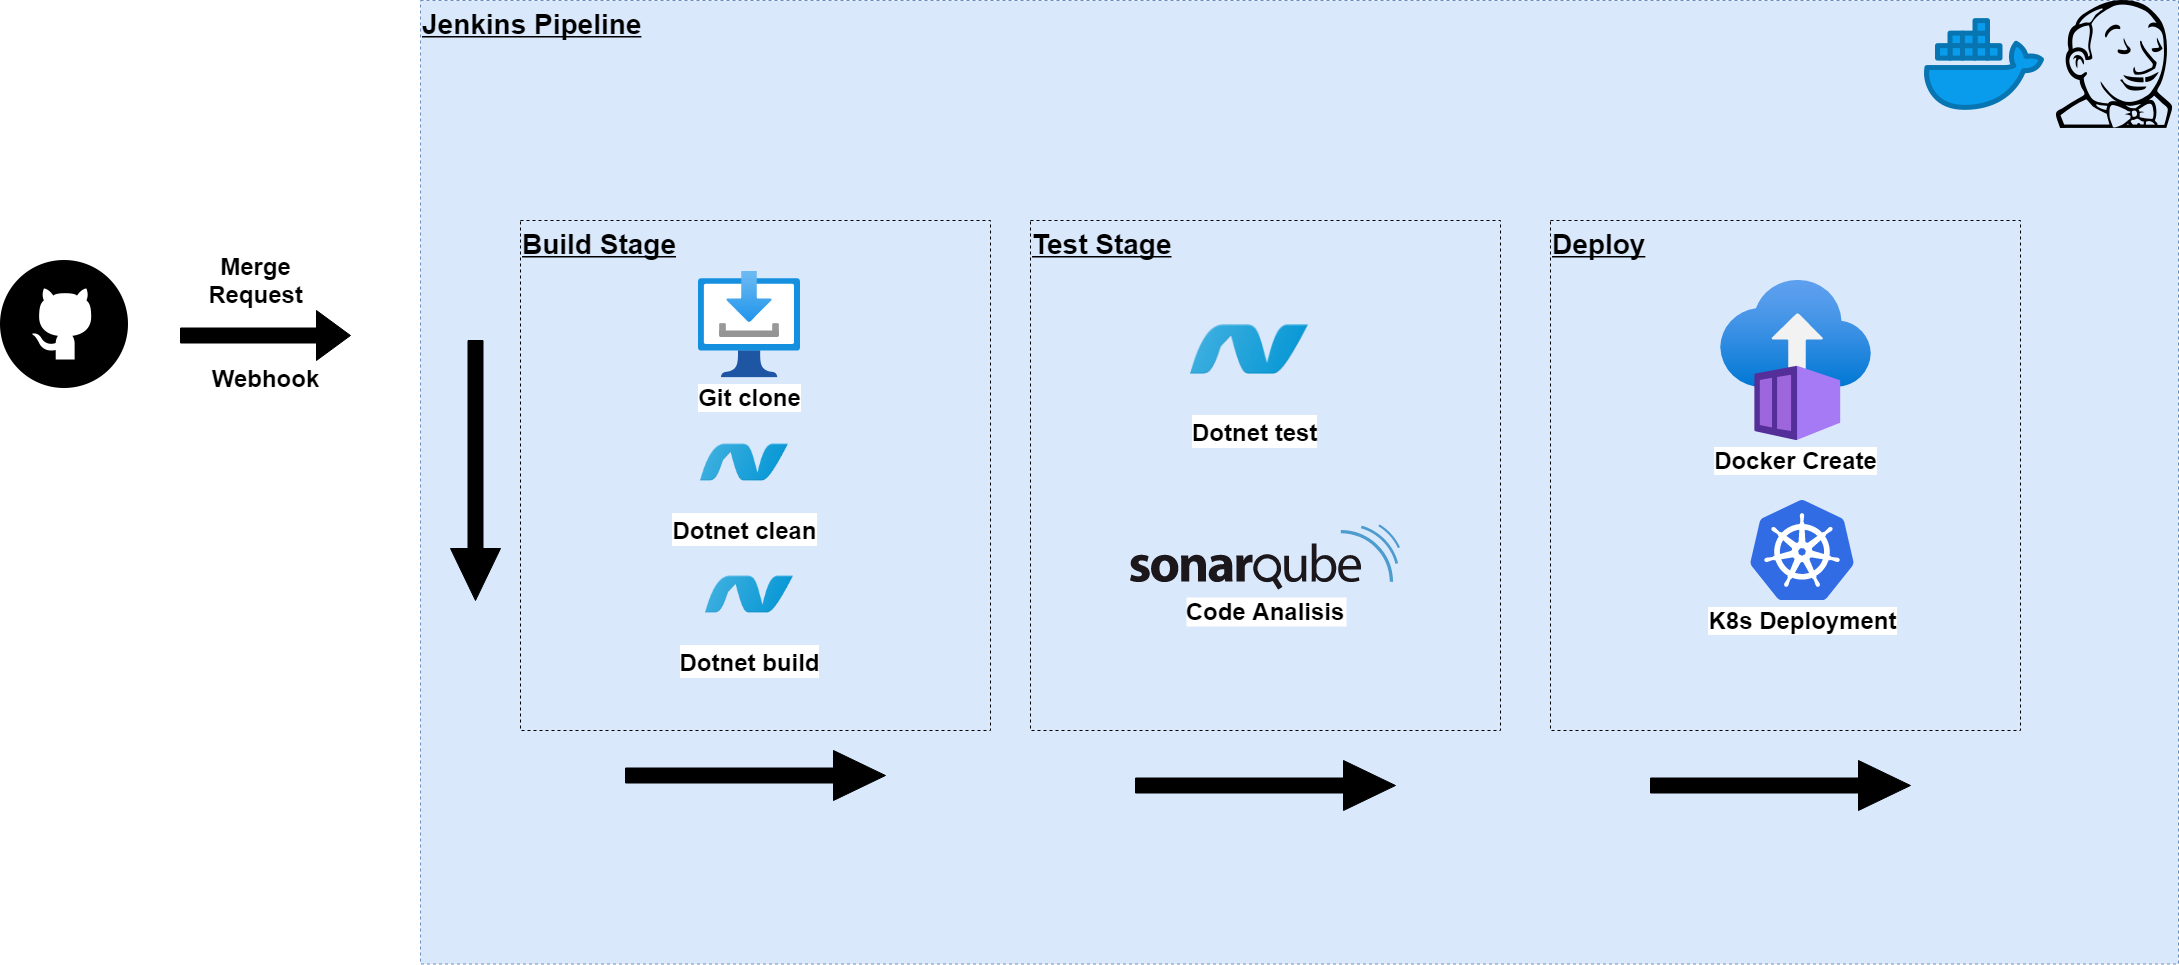 Jenkins Pipeline
Merge
Request
Webhook
Build Stage
Git clone
Dotnet clean
Dotnet build
Test Stage
Dotnet test
sonarqube
Code Analisis
Deploy
Docker Create
K8s Deployment